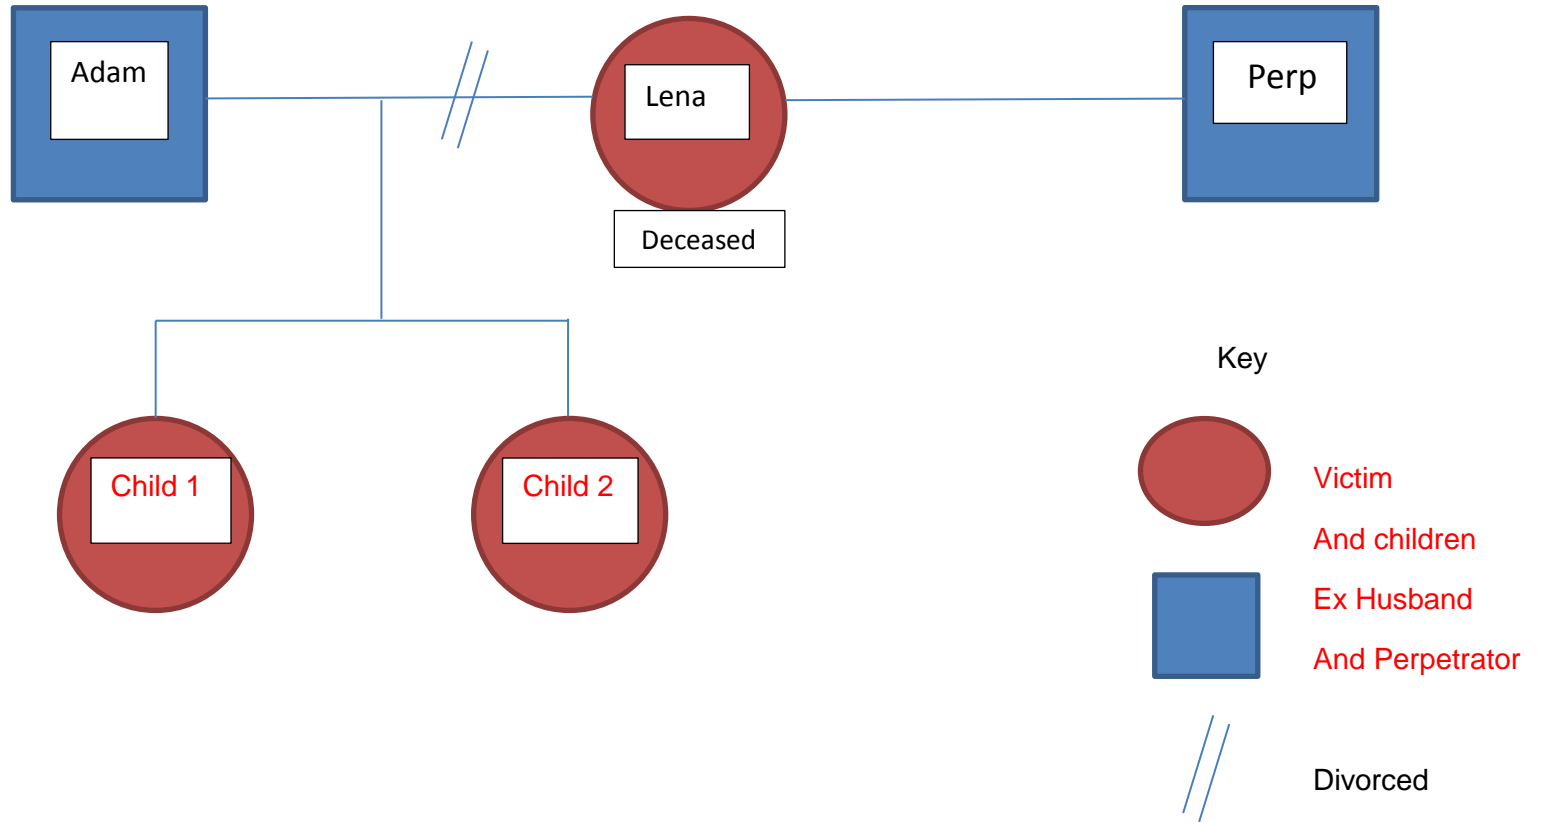 Adam
Lena
Perp
Deceased
Key
Child 1
Child 2
Victim
And children
Ex Husband
And Perpetrator
Divorced